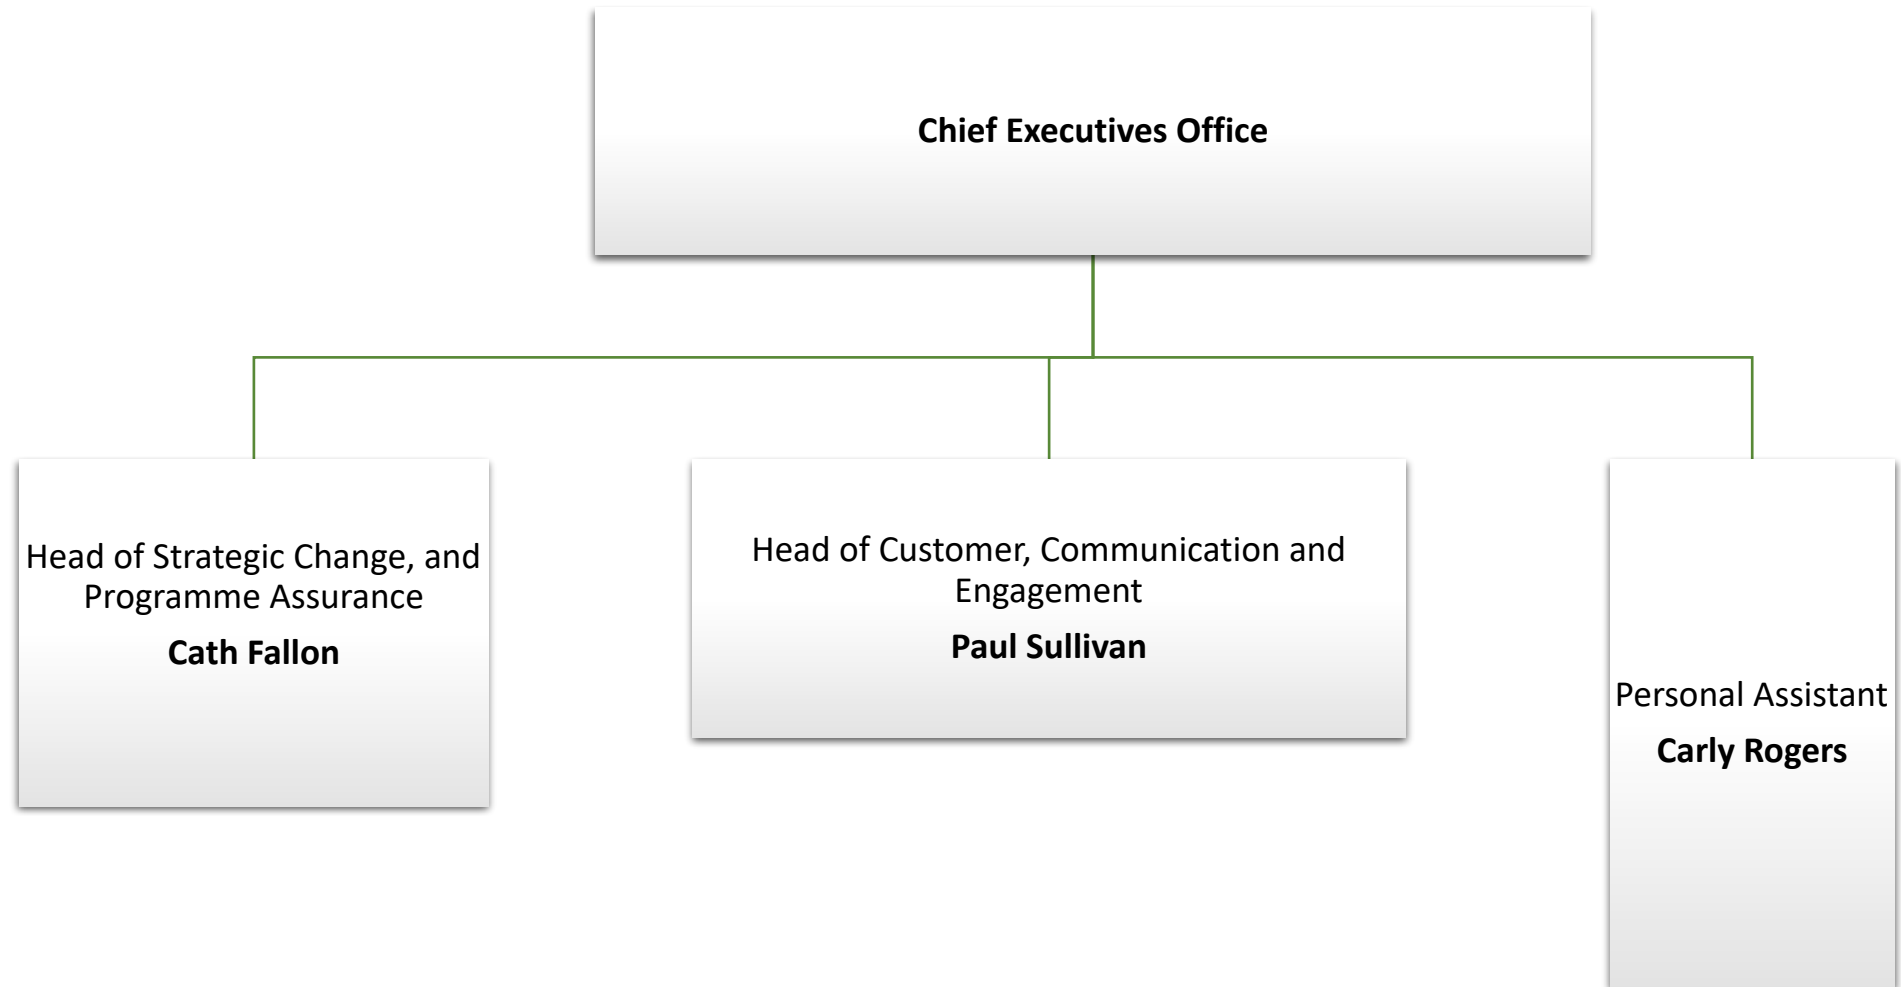 Chief Executives Office
Head of Strategic Change, and
Programme Assurance
Cath Fallon
Head of Customer, Communication and
Engagement
Paul Sullivan
Personal Assistant
Carly Rogers